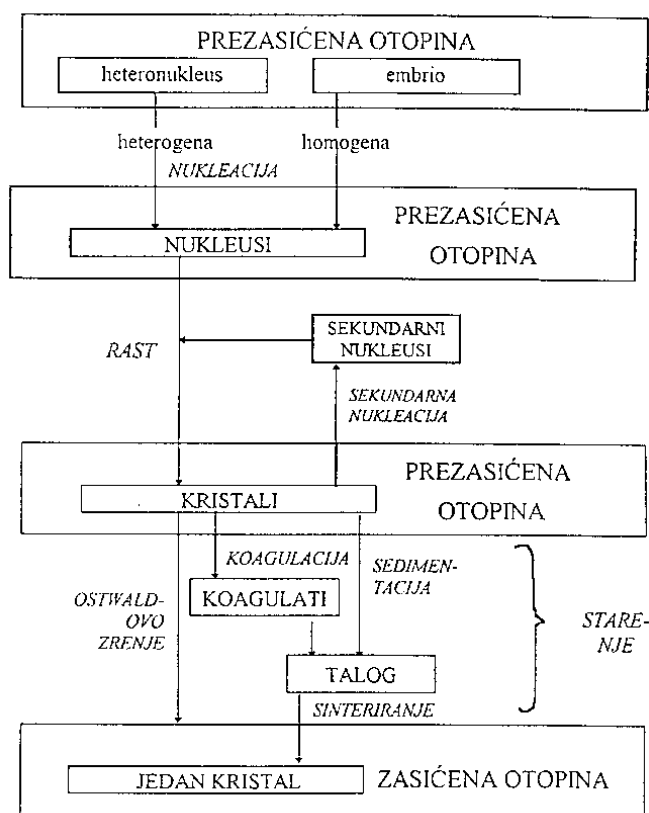 PREZASIĆENA OTOPINA
heteronukleus
embrio
heterogena
homogena
NUKLEACIJA
PREZASIĆENA
OTOPINA
NUKLEUSI
SEKUNDARNI
NUKLEUSI
RAST
SEKUNDARNA
NUKLEACIJA
PREZASIĆENA
OTOPINA
KRISTALI
KOAGULACIJA
SEDIMEN-
TACIJA
KOAGULATI
OSTWALD-
OVO
ZRENJE
STARE-
NJE
TALOG
SINTERIRANJE
JEDAN KRISTAL
ZASIĆENA OTOPINA